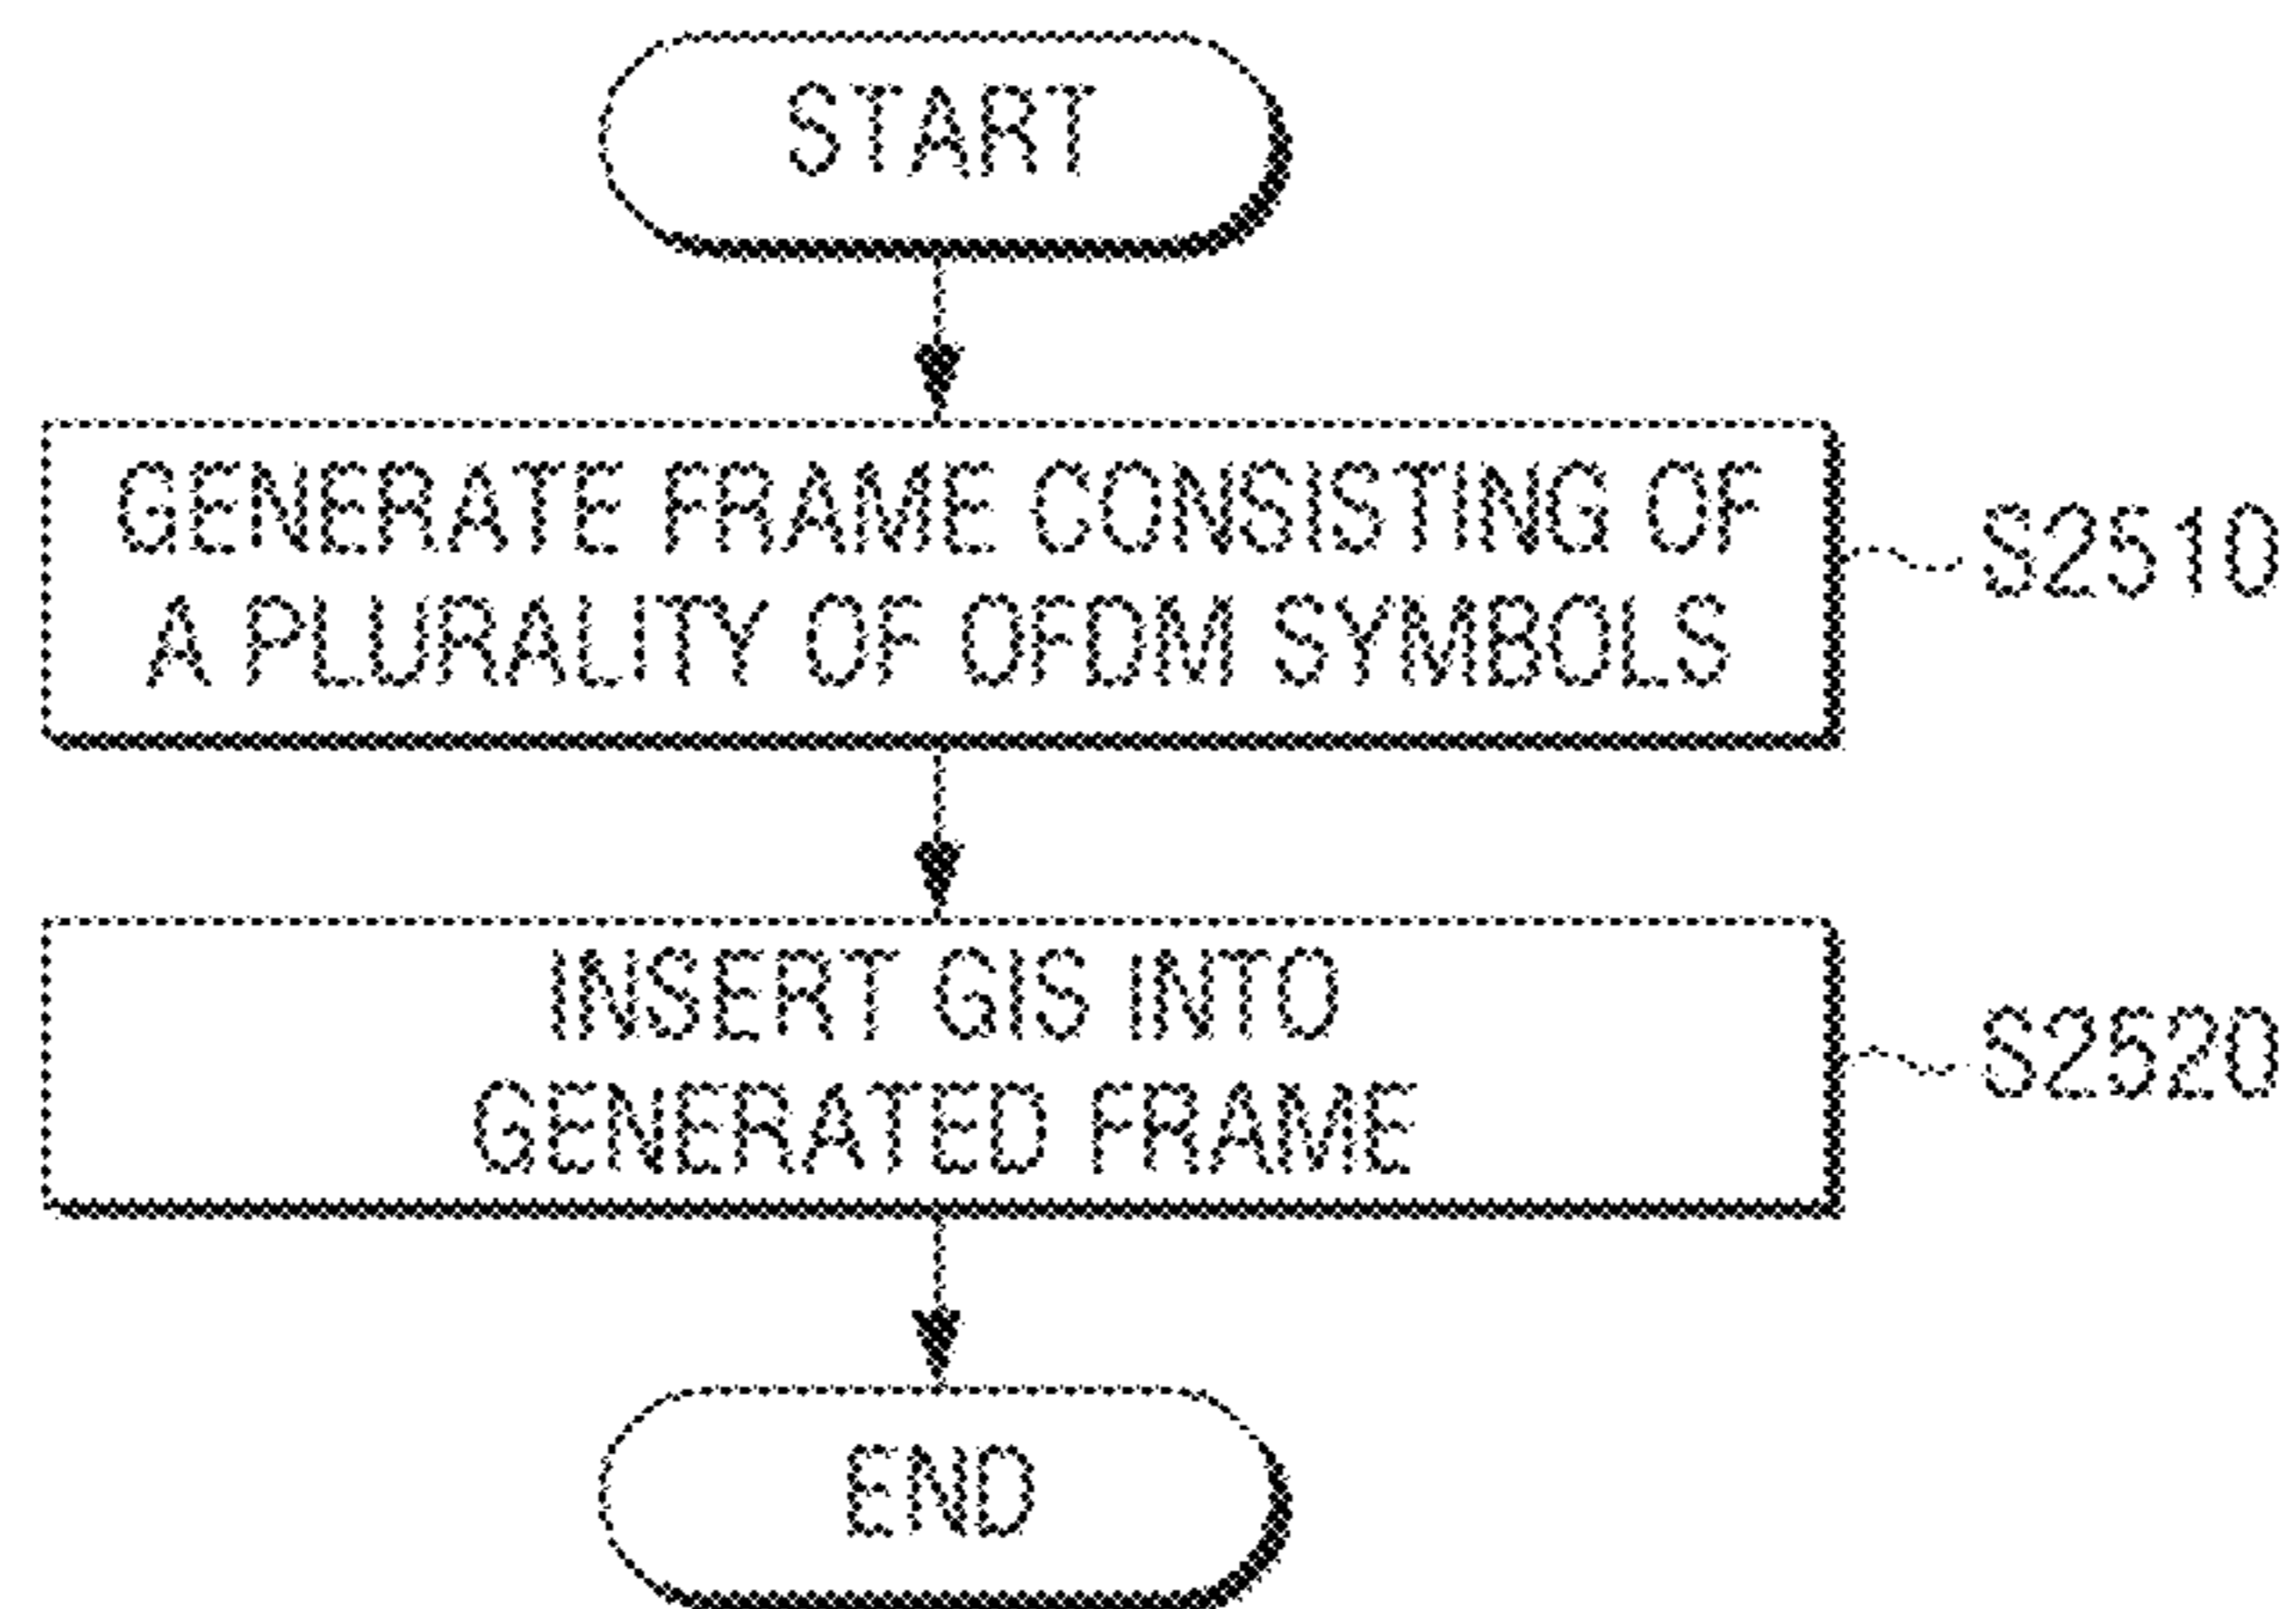 START
GENERATE FRAME CONSISTING OF
A PLURALITY OF OFDM SYMBOLS
S2510
INSERT GIS INTO
GENERATED FRAME
S2520
END